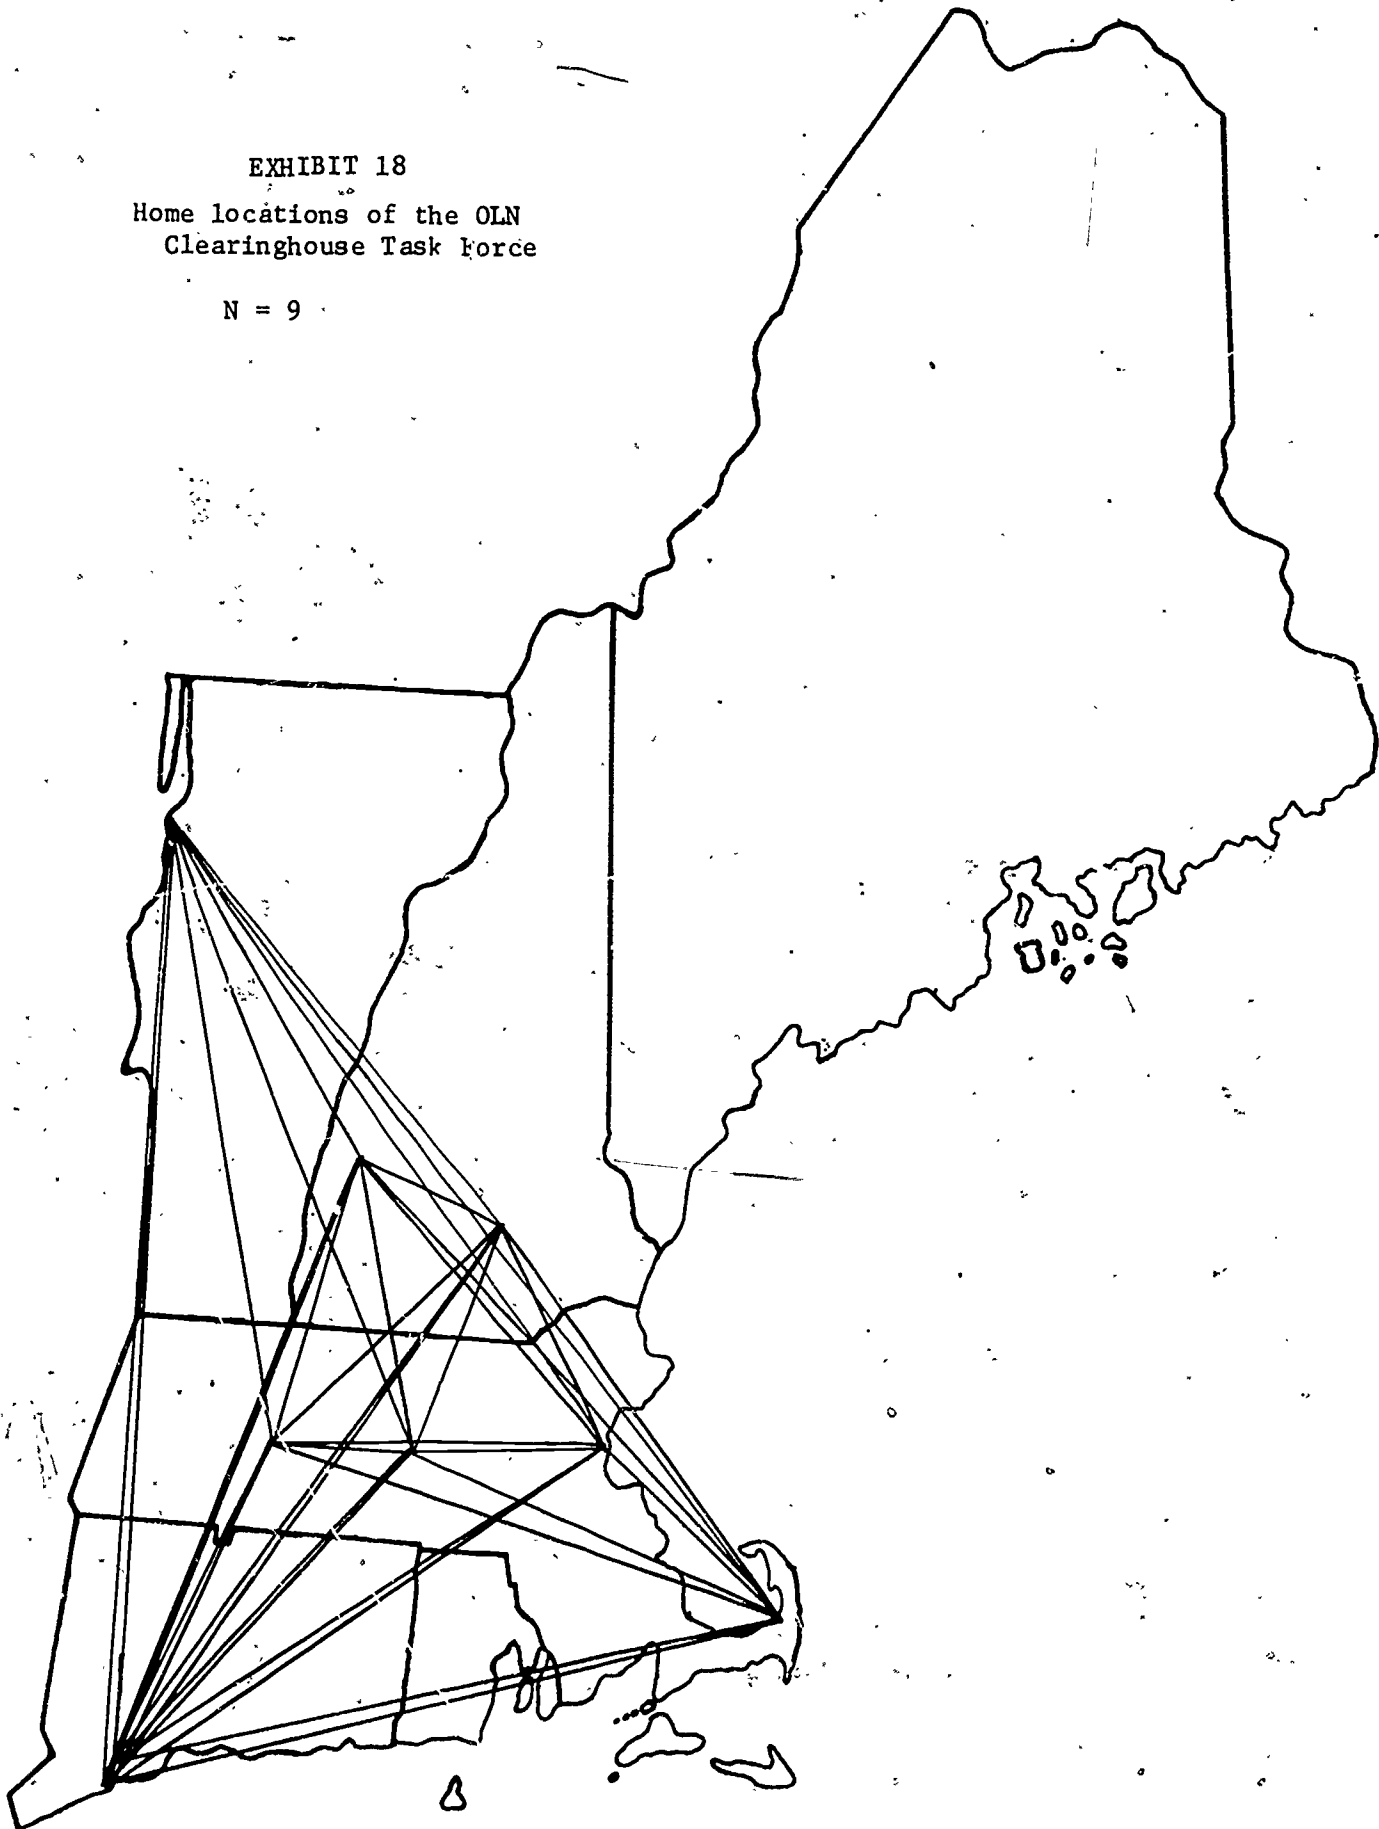 EXHIBIT 18
Home locations of the OLN
Clearinghouse Task Force
N = 9